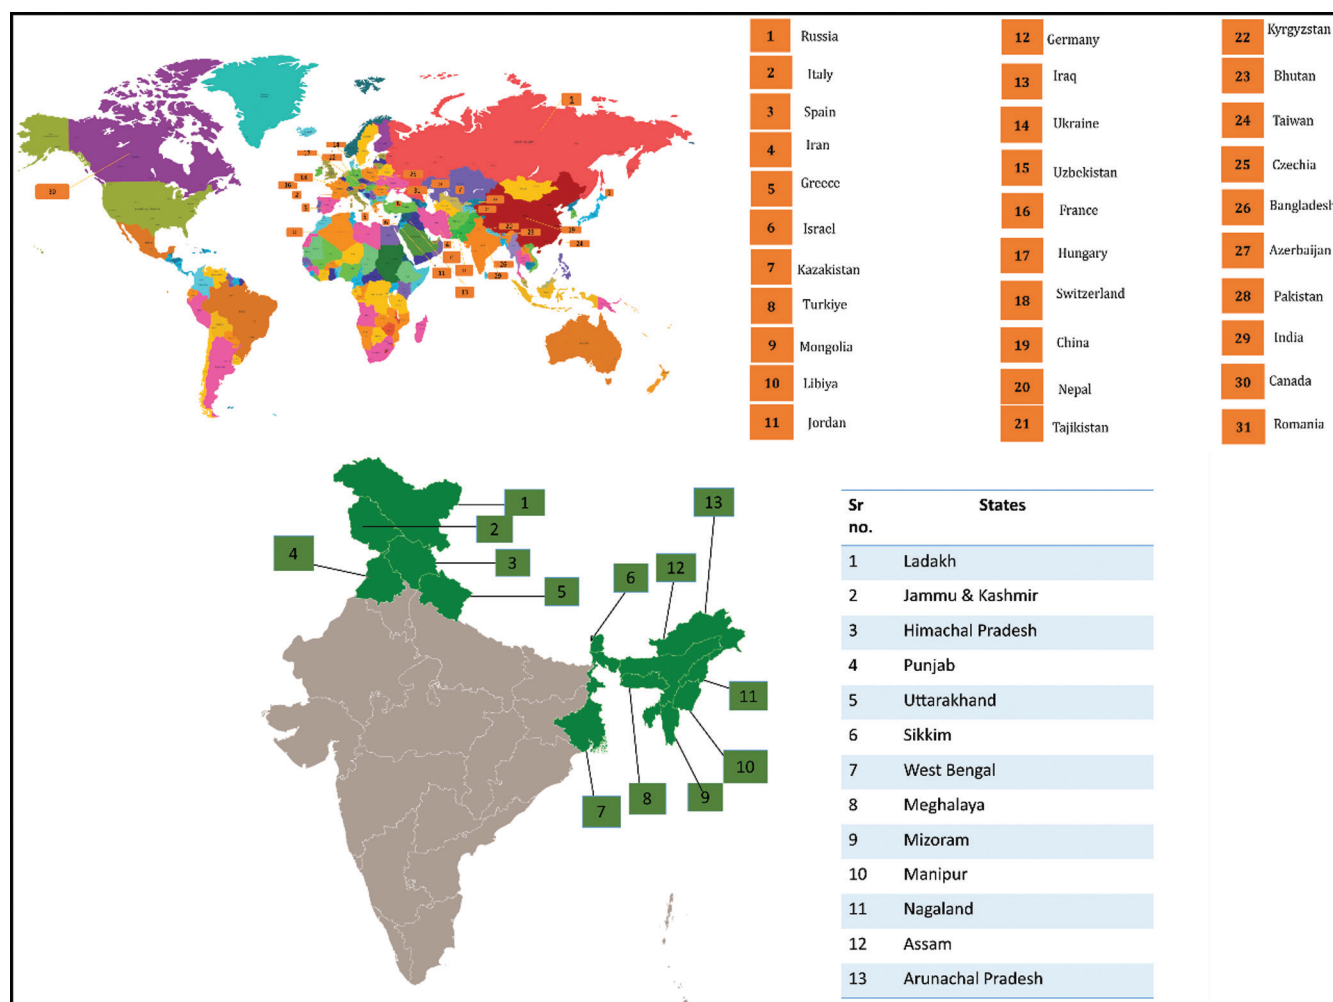 1 Russia
2 Italy
3 Spain
4 Iran
5 Greece
6 Israel
7 Kazakistan
8 Turkiye
9 Mongolia
10 Libiya
11 Jordan
12 Germany
13 Iraq
14 Ukraine
15 Uzbekistan
16 France
17 Hungary
18 Switzerland
19 China
20 Nepal
21 Tajikistan
22 Kyrgyzstan
23 Bhutan
24 Taiwan
25 Czechia
26 Bangladesh
27 Azerbaijan
28 Pakistan
29 India
30 Canada
31 Romania
1
30
24
29
1
2
3
4
5
6
7
8
9
10
11
12
13
Sr no. States
1 Ladakh
2 Jammu & Kashmir
3 Himachal Pradesh
4 Punjab
5 Uttarakhand
6 Sikkim
7 West Bengal
8 Meghalaya
9 Mizoram
10 Manipur
11 Nagaland
12 Assam
13 Arunachal Pradesh